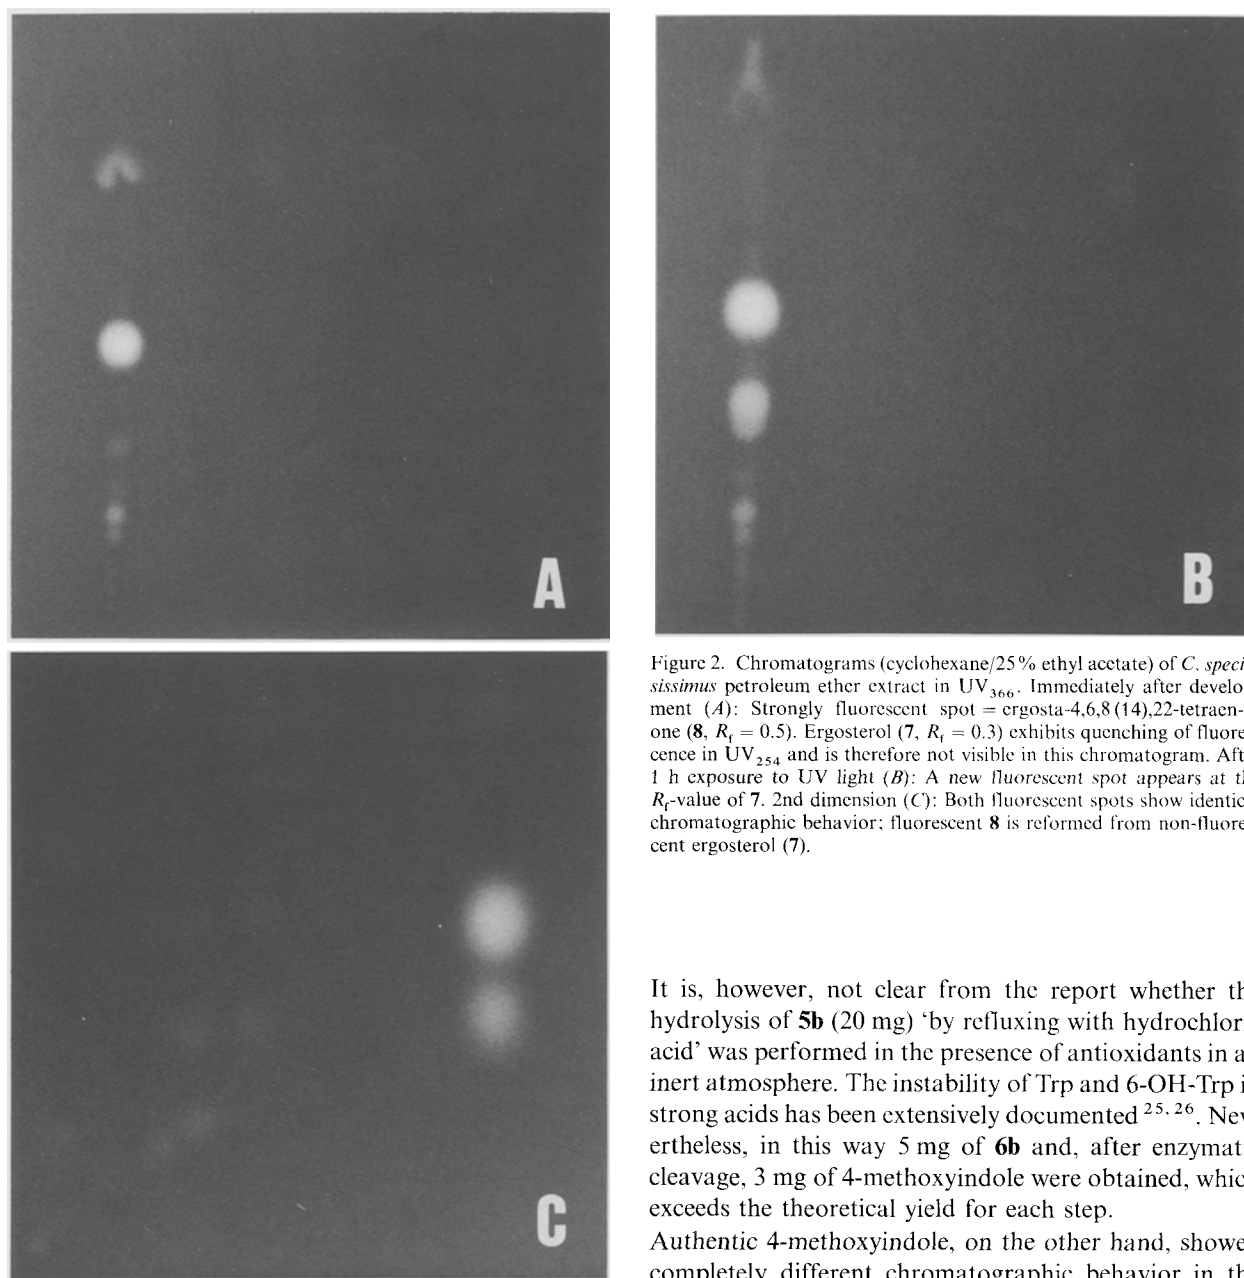 A
B
Figure 2. Chromatograms (cyclohexane/25% ethyl acetate) of C. speci
sissimus petroleum ether extract in UV366. Immediately after develo
ment (A): Strongly fluorescent spot = ergosta-4,6,8(14),22-tetraen-
one (8, Rf = 0.5). Ergosterol (7, Rf = 0.3) exhibits quenching of fluore
cence in UV254 and is therefore not visible in this chromatogram. Aft
1 h exposure to UV light (B): A new fluorescent spot appears at t
Rf-value of 7. 2nd dimension (C): Both fluorescent spots show identic
chromatographic behavior; fluorescent 8 is reformed from non-fluore
cent ergosterol (7).
C
It is, however, not clear from the report whether th
hydrolysis of 5b (20 mg) ‘by refluxing with hydrochlor
acid’ was performed in the presence of antioxidants in a
inert atmosphere. The instability of Trp and 6-OH-Trp i
strong acids has been extensively documented 25, 26. Nev
ertheless, in this way 5 mg of 6b and, after enzymat
cleavage, 3 mg of 4-methoxyindole were obtained, whic
exceeds the theoretical yield for each step.
Authentic 4-methoxyindole, on the other hand, showe
completely different chromatographic behavior in th